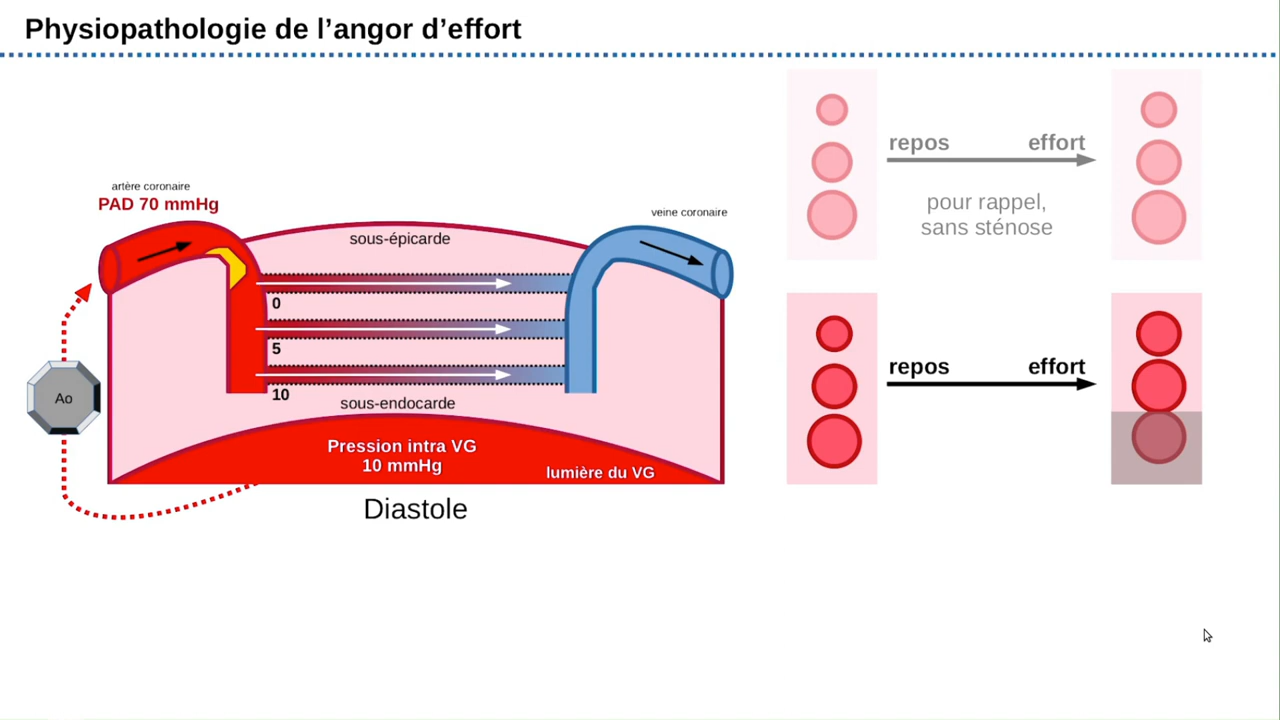 Physiopathologie de l’angor d’effort
artère coronaire
PAD 70 mmHg
veine coronaire
sous-épicarde
0
5
10
sous-endocarde
Ao
Pression intra VG
10 mmHg
lumière du VG
Diastole
repos effort
pour rappel,
sans sténose
repos effort